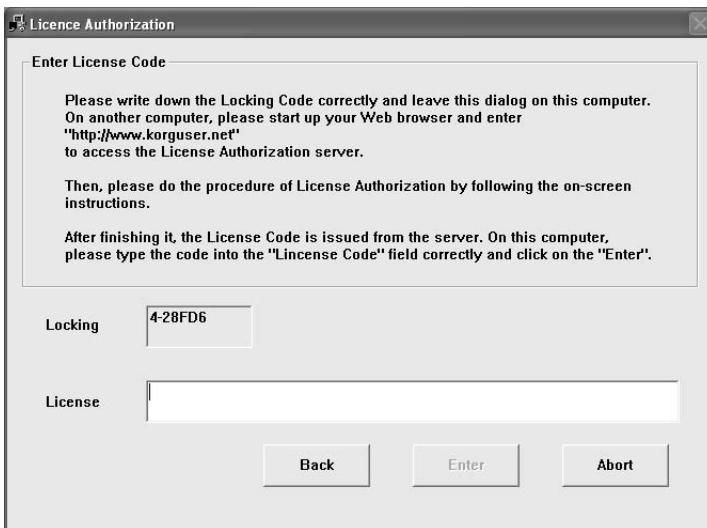 Licence Authorization
Enter License Code
Please write down the Locking Code correctly and leave this dialog on this computer.
On another computer, please start up your Web browser and enter
"http://www.korguser.net"
to access the License Authorization server.
Then, please do the procedure of License Authorization by following the on-screen
instructions.
After finishing it, the License Code is issued from the server. On this computer,
please type the code into the "Lincense Code" field correctly and click on the "Enter".
Locking
4-28FD6
License
Back
Enter
Abort